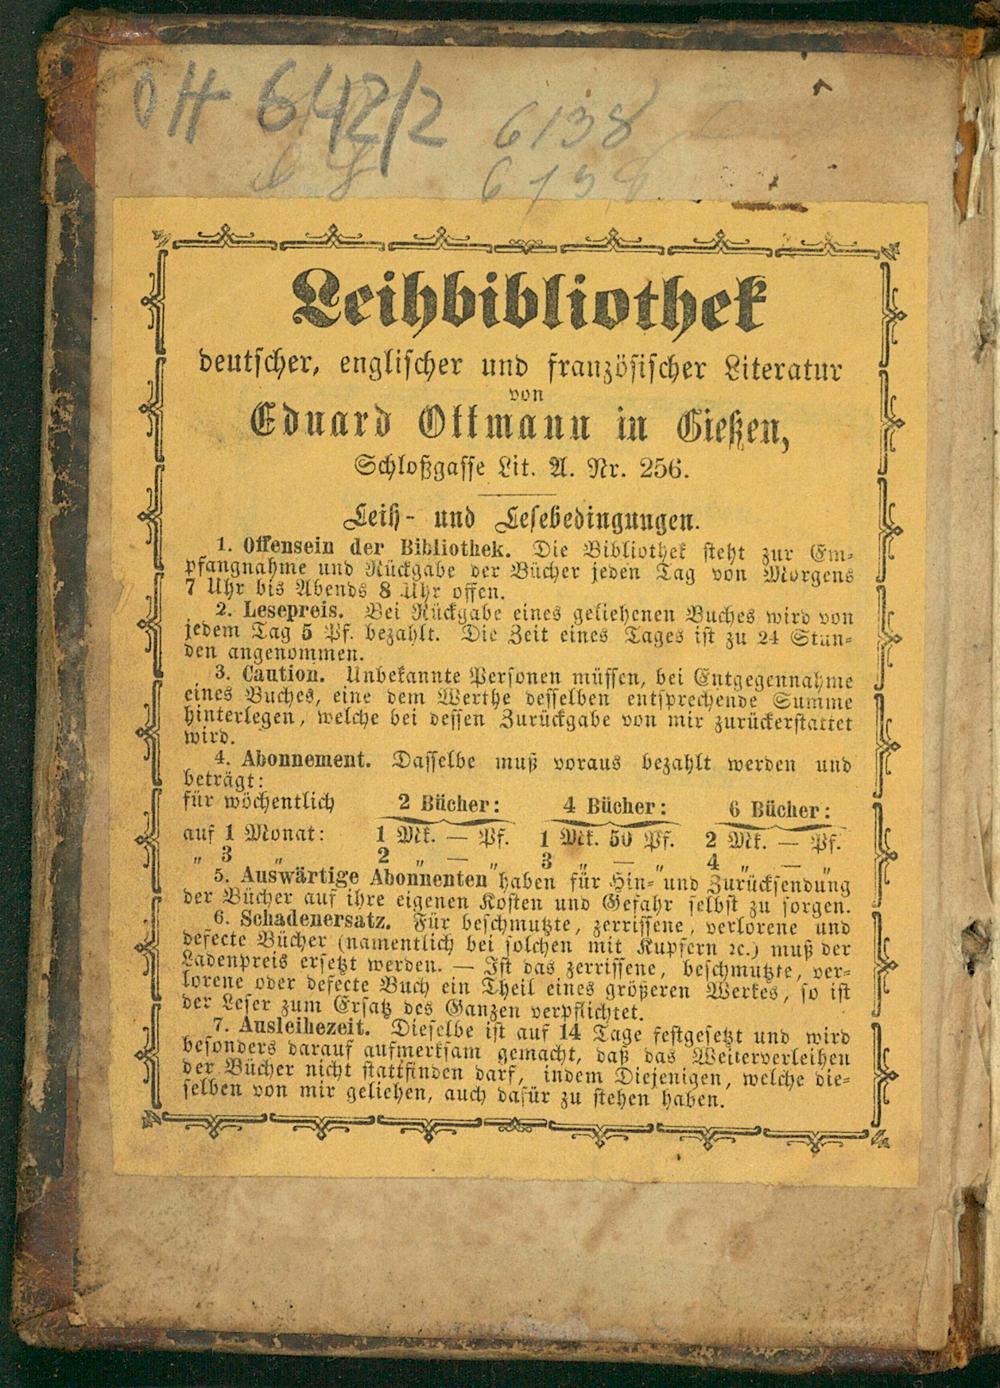 OH 642/2 6138
6138
Leihbibliothek
deutscher, englischer und französischer Literatur
von
Eduard Ottmann in Gießen,
Schloßgasse Lit. A. Nr. 256.
Leih- und Lesebedingungen.
1. Offensein der Bibliothek. Die Bibliothek steht zur Em-
pfangnahme und Rückgabe der Bücher jeden Tag von Morgens
7 Uhr bis Abends 8 Uhr offen.
2. Lesepreis. Bei Rückgabe eines geliehenen Buches wird von
jedem Tag 5 Pf. bezahlt. Die Zeit eines Tages ist zu 24 Stun-
den angenommen.
3. Caution. Unbekannte Personen müssen, bei Entgegennahme
eines Buches, eine dem Werthe desselben entsprechende Summe
hinterlegen, welche bei dessen Zurückgabe von mir zurückerstattet
wird.
4. Abonnement. Dasselbe muß voraus bezahlt werden und
beträgt:
für wöchentlich 2 Bücher: 4 Bücher: 6 Bücher:
auf 1 Monat: 1 Mk. — Pf. 1 Mk. 50 Pf. 2 Mk. — Pf.
„ 3 „ 2 „ — „ 3 „ — „ 4 „ — „
5. Auswärtige Abonnenten haben für Hin- und Zurücksendung
der Bücher auf ihre eigenen Kosten und Gefahr selbst zu sorgen.
6. Schadenersatz. Für beschmutzte, zerrissene, verlorene und
defecte Bücher (namentlich bei solchen mit Kupfern ꝛc.) muß der
Ladenpreis ersetzt werden. — Ist das zerrissene, beschmutzte, ver-
lorene oder defecte Buch ein Theil eines größeren Werkes, so ist
der Leser zum Ersatz des Ganzen verpflichtet.
7. Ausleihezeit. Dieselbe ist auf 14 Tage festgesetzt und wird
besonders darauf aufmerksam gemacht, daß das Weiterverleihen
der Bücher nicht stattfinden darf, indem Diejenigen, welche die-
selben von mir geliehen, auch dafür zu stehen haben.